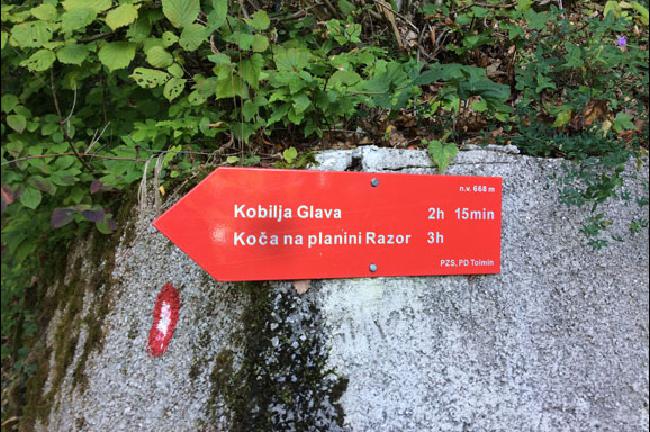 n.v. 668 m
Kobilja Glava 2h 15min
Koča na planini Razor 3h
PZS, PD Tolmin